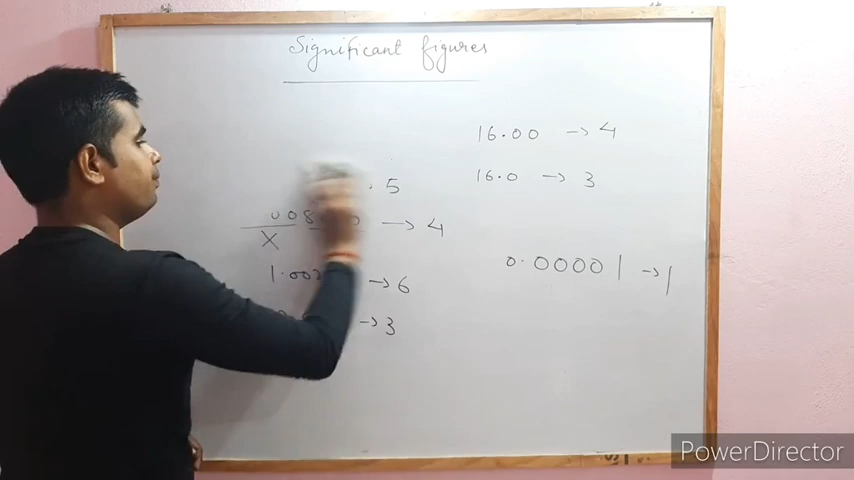 Significant figures
16.00 → 4
. 5
16.0 → 3
008 0 → 4
X
1.002 → 6
0.00001 → 1
→ 3
PowerDirector